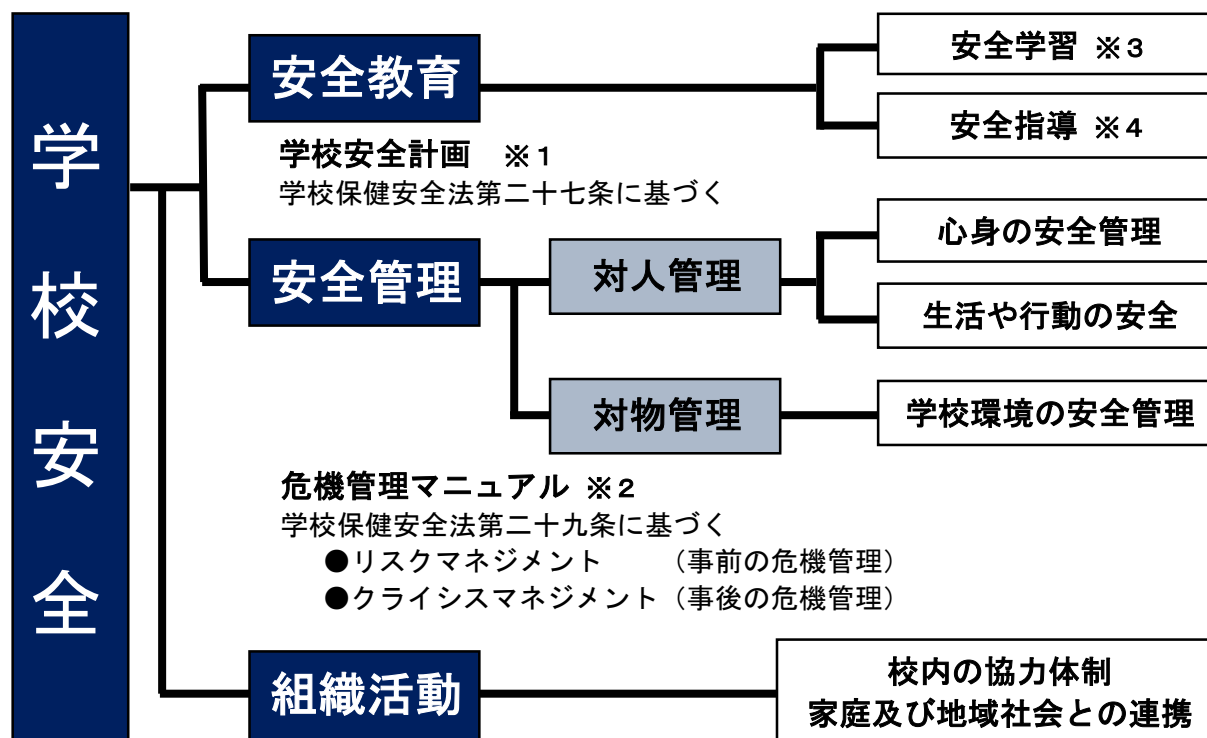 学校安全
安全教育
安全学習 ※3
安全指導 ※4
学校安全計画 ※1
学校保健安全法第二十七条に基づく
安全管理
対人管理
心身の安全管理
生活や行動の安全
対物管理
学校環境の安全管理
危機管理マニュアル ※2
学校保健安全法第二十九条に基づく
●リスクマネジメント （事前の危機管理）
●クライシスマネジメント（事後の危機管理）
組織活動
校内の協力体制
家庭及び地域社会との連携